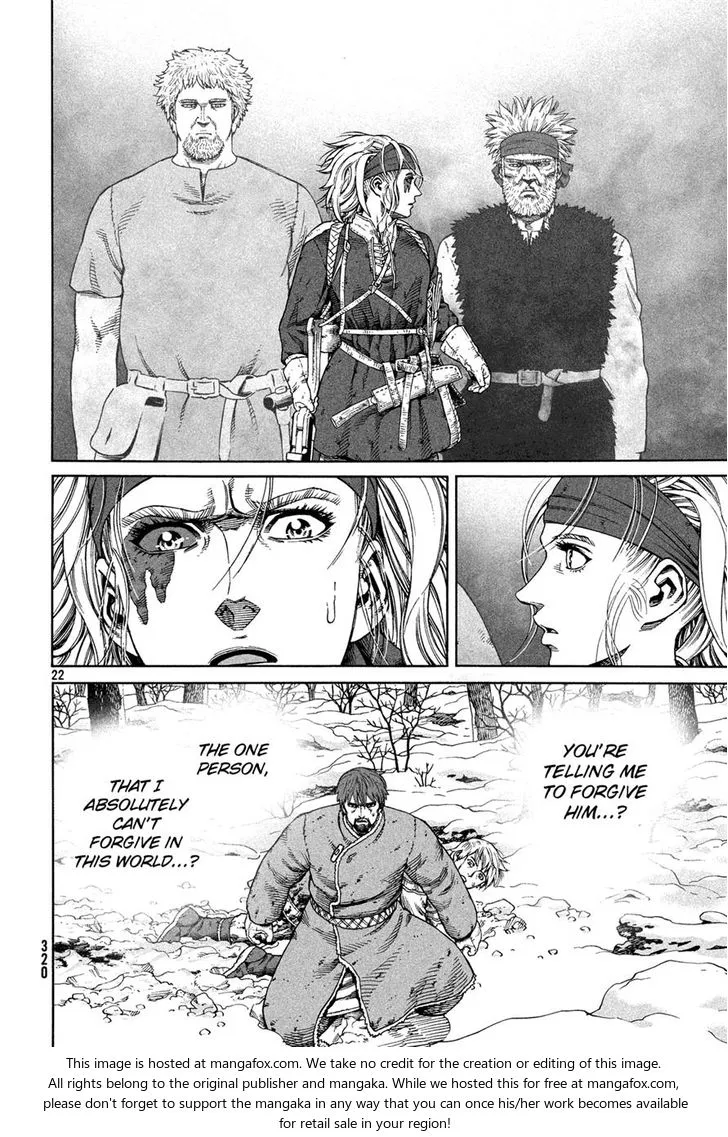 22
YOU'RE
TELLING ME
TO FORGIVE
HIM...?
THE ONE
PERSON,
THAT I
ABSOLUTELY
CAN'T
FORGIVE IN
THIS WORLD...?
320
This image is hosted at mangafox.com. We take no credit for the creation or editing of this image.
All rights belong to the original publisher and mangaka. While we hosted this for free at mangafox.com,
please don't forget to support the mangaka in any way that you can once his/her work becomes available
for retail sale in your region!